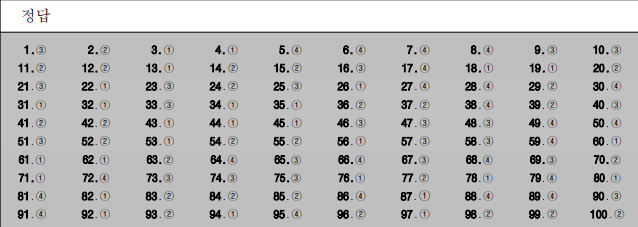 정답
1.③ 2.② 3.① 4.① 5.④ 6.④ 7.④ 8.④ 9.③ 10.③
11.② 12.② 13.① 14.② 15.② 16.③ 17.④ 18.① 19.① 20.②
21.③ 22.① 23.③ 24.② 25.③ 26.① 27.④ 28.④ 29.② 30.④
31.① 32.① 33.③ 34.① 35.① 36.② 37.② 38.④ 39.② 40.③
41.② 42.② 43.① 44.① 45.① 46.③ 47.③ 48.③ 49.④ 50.④
51.③ 52.② 53.① 54.② 55.② 56.① 57.③ 58.③ 59.④ 60.①
61.① 62.① 63.② 64.④ 65.③ 66.④ 67.③ 68.④ 69.③ 70.②
71.① 72.④ 73.③ 74.③ 75.③ 76.① 77.② 78.① 79.④ 80.①
81.④ 82.① 83.② 84.② 85.② 86.④ 87.① 88.④ 89.④ 90.③
91.④ 92.① 93.② 94.① 95.④ 96.② 97.① 98.② 99.② 100.②